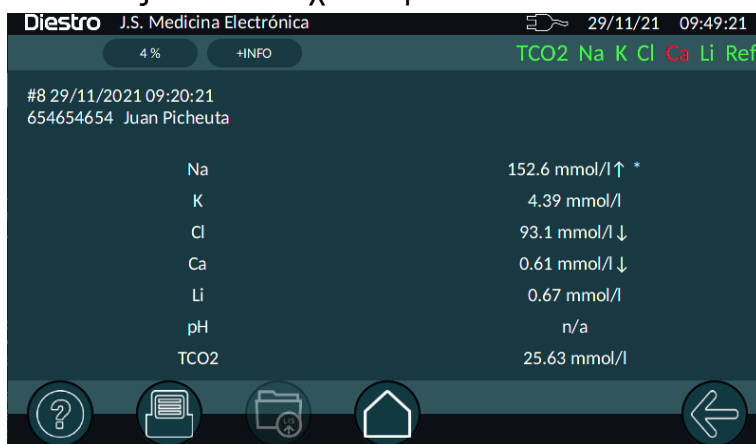 Diestro J.S. Medicina Electrónica 29/11/21 09:49:21
4 % +INFO TCO2 Na K Cl Ca Li Ref
#8 29/11/2021 09:20:21
654654654 Juan Picheuta
Na 152.6 mmol/l↑ *
K 4.39 mmol/l
Cl 93.1 mmol/l↓
Ca 0.61 mmol/l↓
Li 0.67 mmol/l
pH n/a
TCO2 25.63 mmol/l
?
LIS